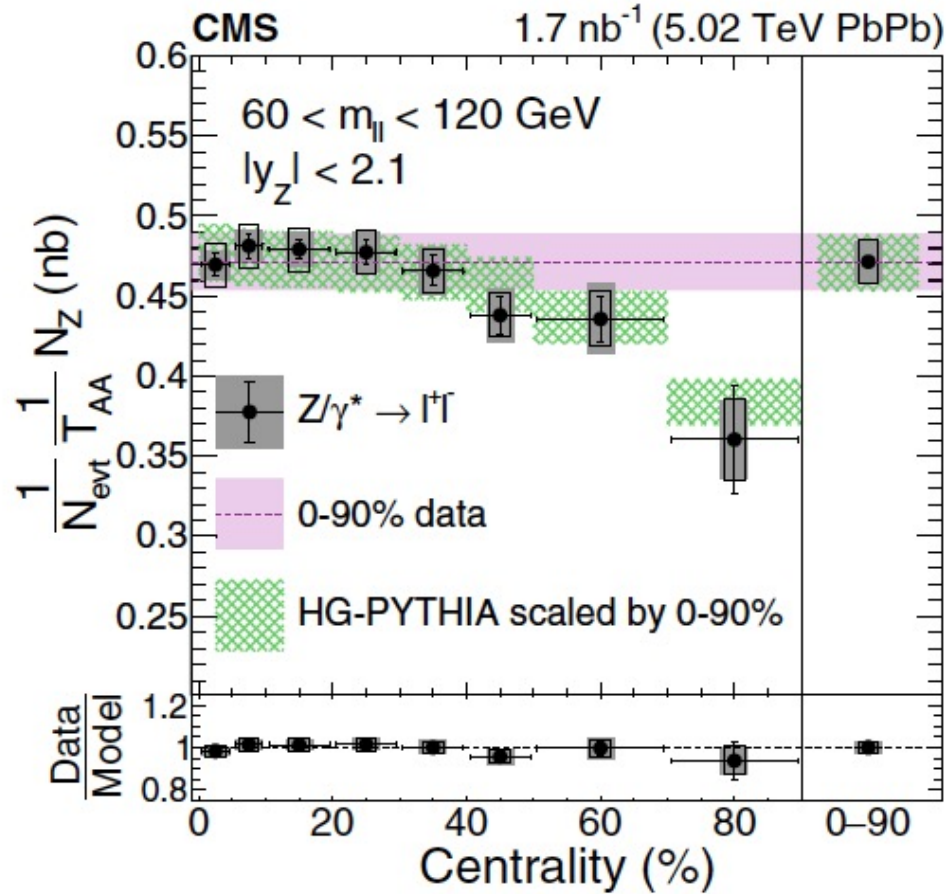 CMS 1.7 nb⁻¹ (5.02 TeV PbPb)
60 < m_ll < 120 GeV
|y_Z| < 2.1
0.6
0.55
0.5
0.45
0.4
0.35
0.3
0.25
1/N_evt 1/T_AA N_Z (nb)
Z/γ* → l⁺l⁻
0-90% data
HG-PYTHIA scaled by 0-90%
1.2
1
0.8
Data/Model
0 20 40 60 80 0–90
Centrality (%)